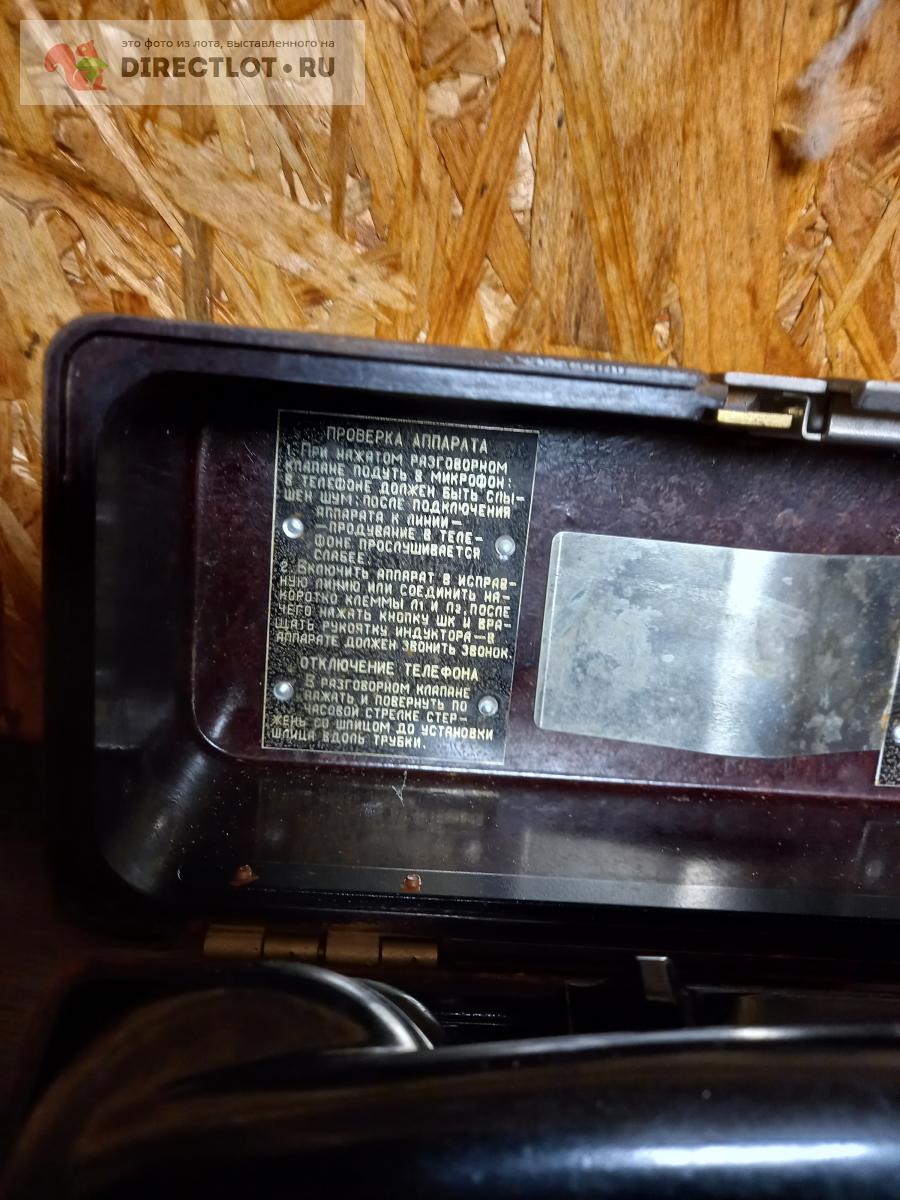 это фото из лота, выставленного на
DIRECTLOT.RU
ПРОВЕРКА АППАРАТА
1. ПРИ НАЖАТОМ РАЗГОВОРНОМ
КЛАПАНЕ ПОДУТЬ В МИКРОФОН:
В ТЕЛЕФОНЕ ДОЛЖЕН БЫТЬ СЛЫ-
ШЕН ШУМ; ПОСЛЕ ПОДКЛЮЧЕНИЯ
АППАРАТА К ЛИНИИ —
— ПРОДУВАНИЕ В ТЕЛЕ-
ФОНЕ ПРОСЛУШИВАЕТСЯ
СЛАБЕЕ.
2. ВКЛЮЧИТЬ АППАРАТ В ИСПРАВ-
НУЮ ЛИНИЮ ИЛИ СОЕДИНИТЬ НА-
КОРОТКО КЛЕММЫ Л1 И Л2, ПОСЛЕ
ЧЕГО НАЖАТЬ КНОПКУ ШК И ВРА-
ЩАТЬ РУКОЯТКУ ИНДУКТОРА — В
АППАРАТЕ ДОЛЖЕН ЗВОНИТЬ ЗВОНОК.
ОТКЛЮЧЕНИЕ ТЕЛЕФОНА
В РАЗГОВОРНОМ КЛАПАНЕ
НАЖАТЬ И ПОВЕРНУТЬ ПО
ЧАСОВОЙ СТРЕЛКЕ СТЕР-
ЖЕНЬ СО ШЛИЦОМ ДО УСТАНОВКИ
ШЛИЦА ВДОЛЬ ТРУБКИ.